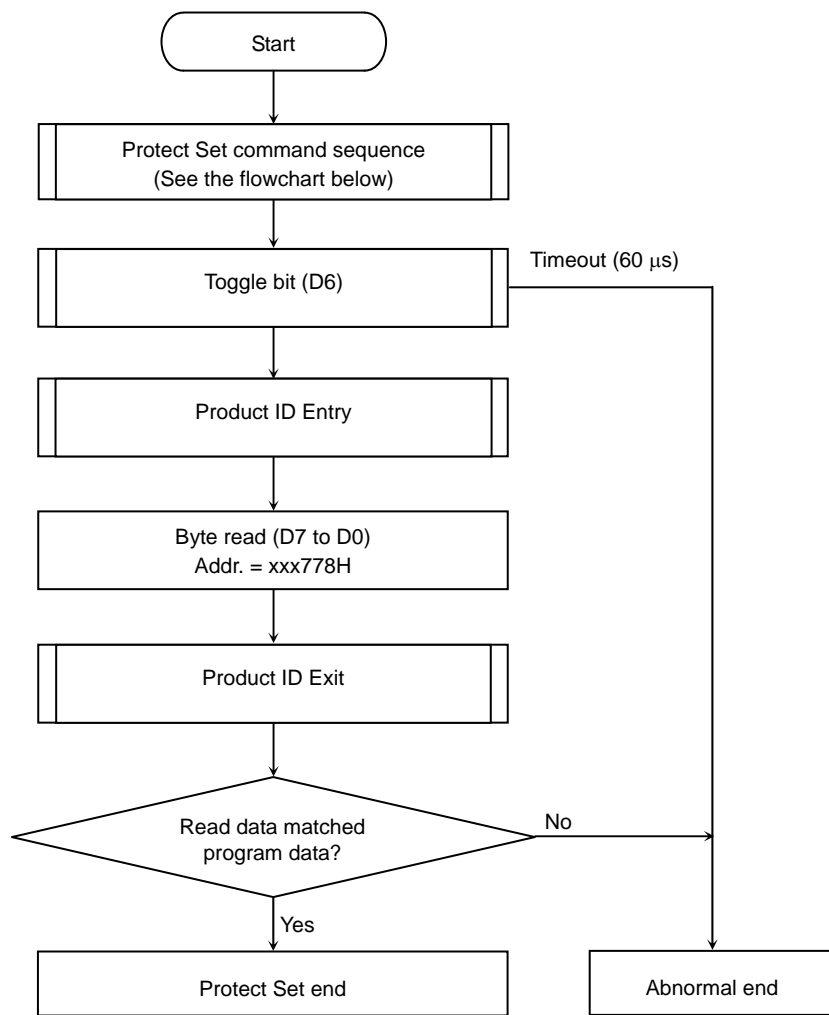 Start
Protect Set command sequence
(See the flowchart below)
Timeout (60 μs)
Toggle bit (D6)
Product ID Entry
Byte read (D7 to D0)
Addr. = xxx778H
Product ID Exit
Read data matched
program data?
No
Yes
Protect Set end
Abnormal end